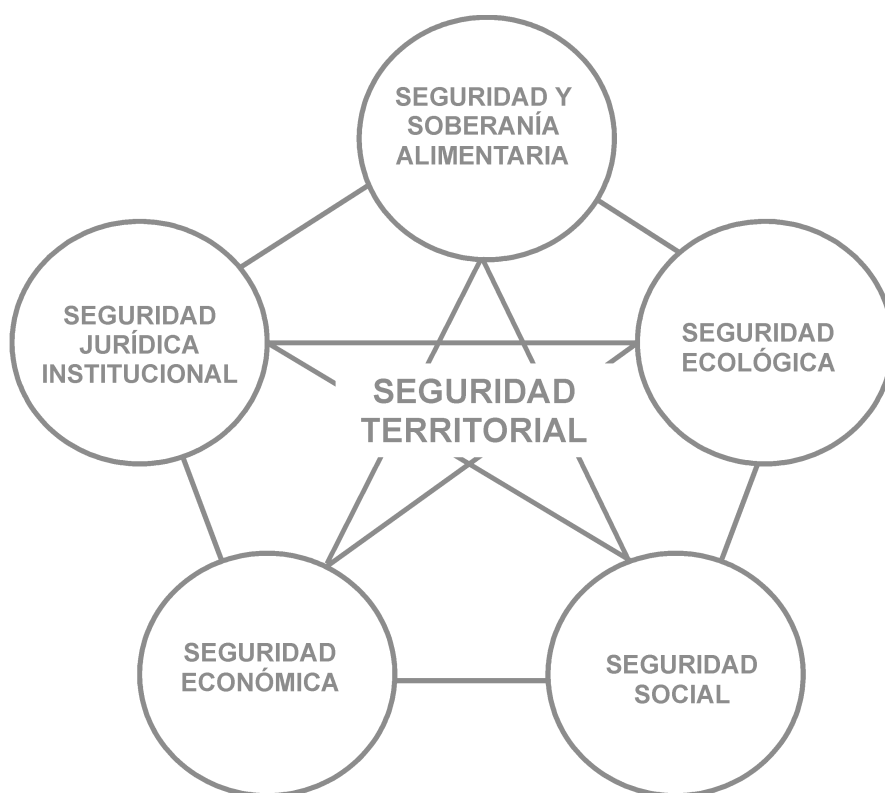 SEGURIDAD Y
SOBERANÍA
ALIMENTARIA
SEGURIDAD
JURÍDICA
INSTITUCIONAL
SEGURIDAD
ECOLÓGICA
SEGURIDAD
TERRITORIAL
SEGURIDAD
ECONÓMICA
SEGURIDAD
SOCIAL